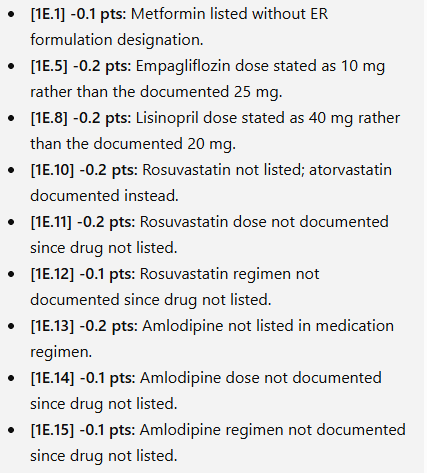 • [1E.1] -0.1 pts: Metformin listed without ER
formulation designation.
• [1E.5] -0.2 pts: Empagliflozin dose stated as 10 mg
rather than the documented 25 mg.
• [1E.8] -0.2 pts: Lisinopril dose stated as 40 mg rather
than the documented 20 mg.
• [1E.10] -0.2 pts: Rosuvastatin not listed; atorvastatin
documented instead.
• [1E.11] -0.2 pts: Rosuvastatin dose not documented
since drug not listed.
• [1E.12] -0.1 pts: Rosuvastatin regimen not
documented since drug not listed.
• [1E.13] -0.2 pts: Amlodipine not listed in medication
regimen.
• [1E.14] -0.1 pts: Amlodipine dose not documented
since drug not listed.
• [1E.15] -0.1 pts: Amlodipine regimen not documented
since drug not listed.